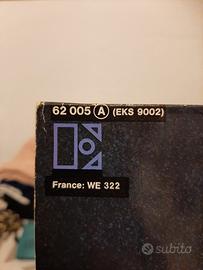 62 005 Ⓐ (EKS 9002)
France: WE 322
subito